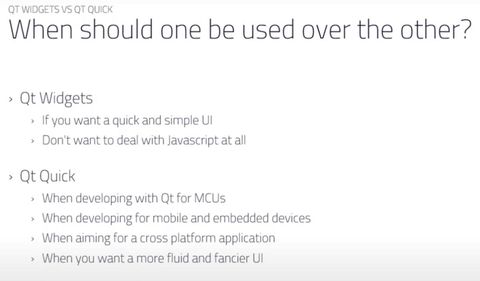 QT WIDGETS VS QT QUICK
When should one be used over the other?
› Qt Widgets
› If you want a quick and simple UI
› Don't want to deal with Javascript at all
› Qt Quick
› When developing with Qt for MCUs
› When developing for mobile and embedded devices
› When aiming for a cross platform application
› When you want a more fluid and fancier UI